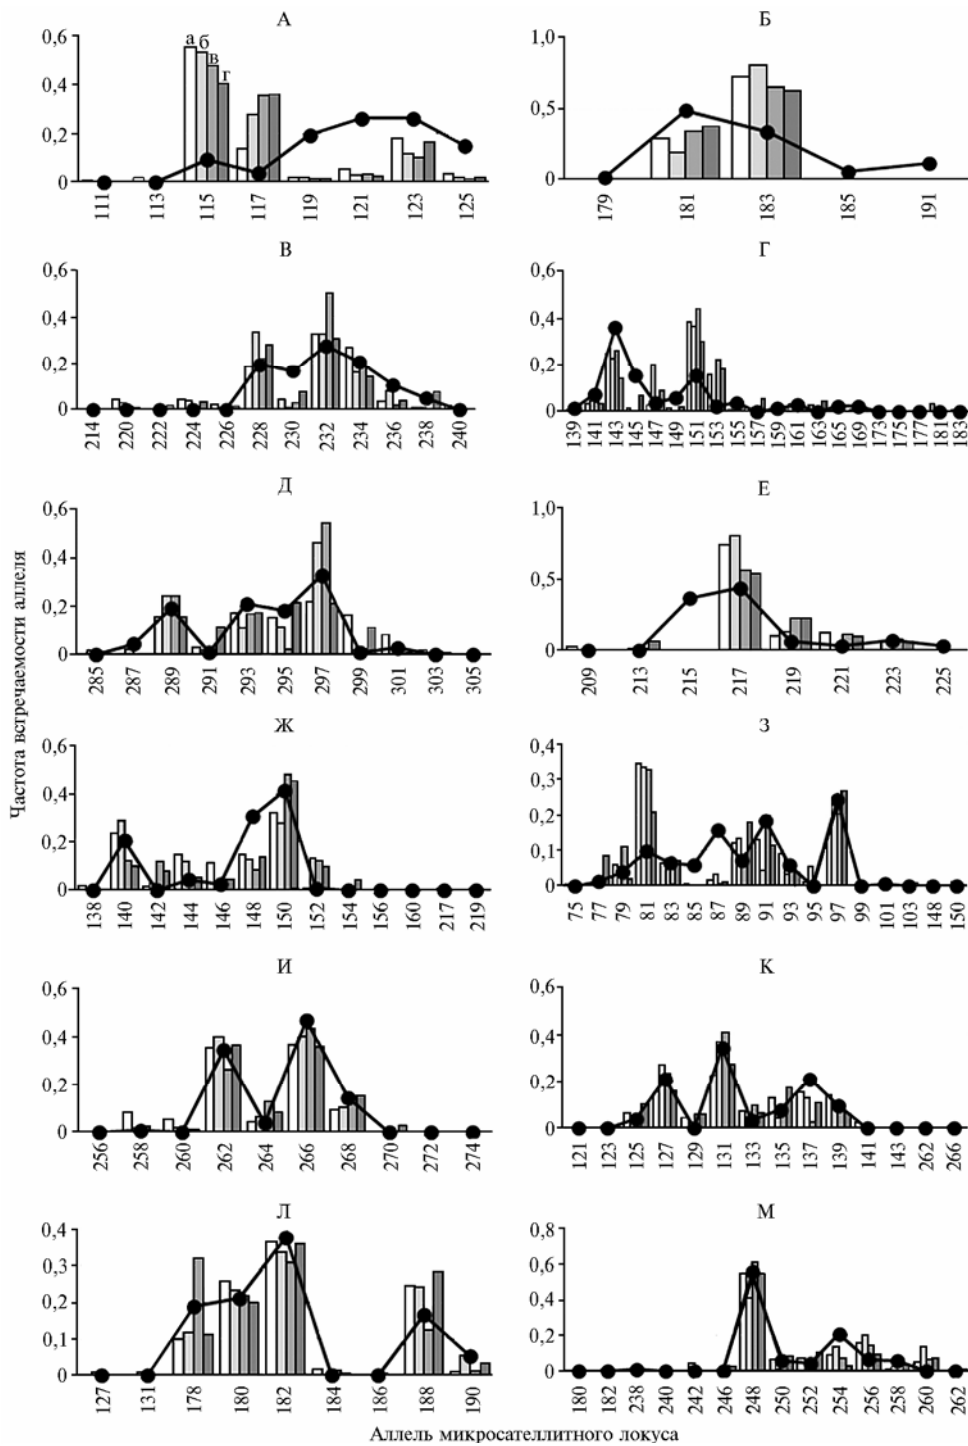 Частота встречаемости аллеля
А
0,6
0,4
0,2
0
а б в г
111 113 115 117 119 121 123 125
Б
1,0
0,5
0
179 181 183 185 191
В
0,6
0,4
0,2
0
214 220 222 224 226 228 230 232 234 236 238 240
Г
0,6
0,4
0,2
0
139 141 143 145 147 149 151 153 155 157 159 161 163 165 169 173 175 177 181 183
Д
0,6
0,4
0,2
0
285 287 289 291 293 295 297 299 301 303 305
Е
1,0
0,5
0
209 213 215 217 219 221 223 225
Ж
0,6
0,4
0,2
0
138 140 142 144 146 148 150 152 154 156 160 217 219
З
0,4
0,3
0,2
0,1
0
75 77 79 81 83 85 87 89 91 93 95 97 99 101 103 148 150
И
0,6
0,4
0,2
0
256 258 260 262 264 266 268 270 272 274
К
0,6
0,4
0,2
0
121 123 125 127 129 131 133 135 137 139 141 143 262 266
Л
0,4
0,3
0,2
0,1
0
127 131 178 180 182 184 186 188 190
М
0,8
0,6
0,4
0,2
0
180 182 238 240 242 246 248 250 252 254 256 258 260 262
Аллель микросателлитного локуса